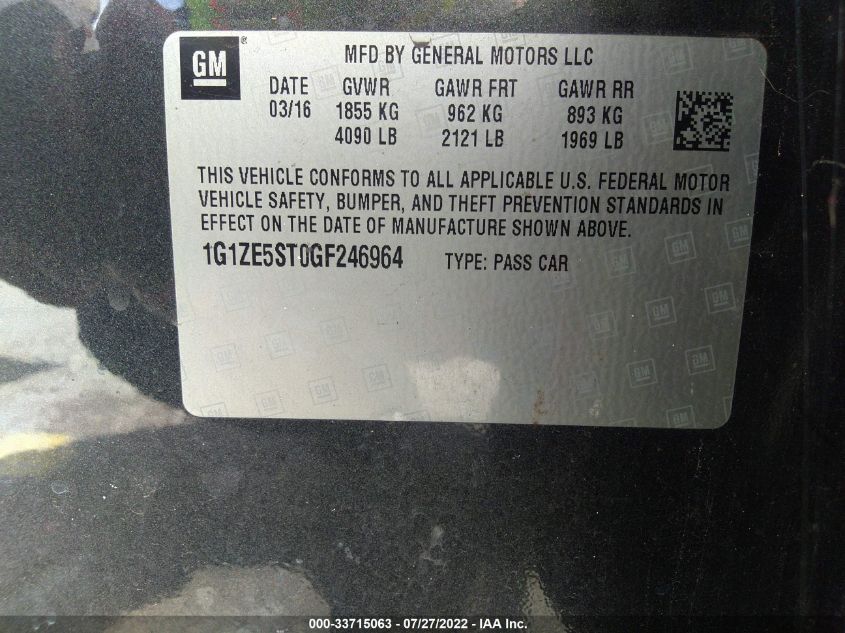 GM
MFD BY GENERAL MOTORS LLC
DATE GVWR GAWR FRT GAWR RR
03/16 1855 KG 962 KG 893 KG
4090 LB 2121 LB 1969 LB
THIS VEHICLE CONFORMS TO ALL APPLICABLE U.S. FEDERAL MOTOR
VEHICLE SAFETY, BUMPER, AND THEFT PREVENTION STANDARDS IN
EFFECT ON THE DATE OF MANUFACTURE SHOWN ABOVE.
1G1ZE5ST0GF246964 TYPE: PASS CAR
000-33715063 / 07/27/2022 - IAA Inc.